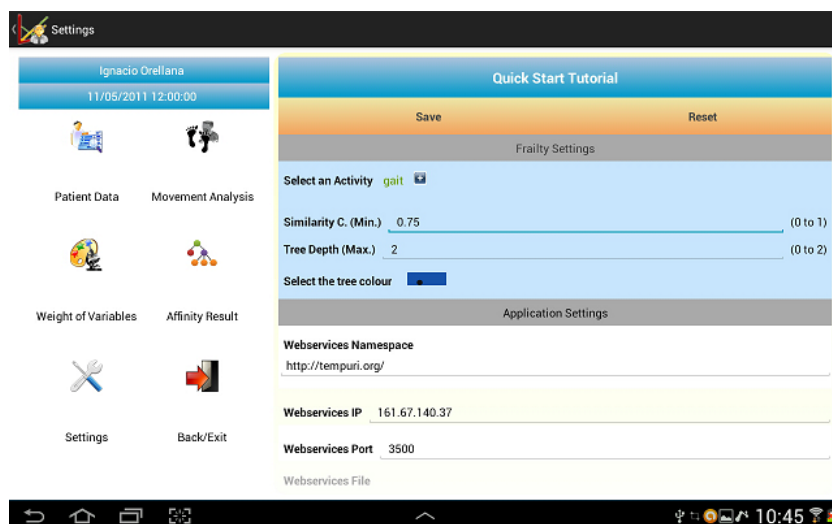 Settings
Ignacio Orellana
11/05/2011 12:00:00
Patient Data
Movement Analysis
Weight of Variables
Affinity Result
Settings
Back/Exit
Quick Start Tutorial
Save
Reset
Frailty Settings
Select an Activity gait
Similarity C. (Min.) 0.75 (0 to 1)
Tree Depth (Max.) 2 (0 to 2)
Select the tree colour
Application Settings
Webservices Namespace
http://tempuri.org/
Webservices IP 161.67.140.37
Webservices Port 3500
Webservices File
10:45